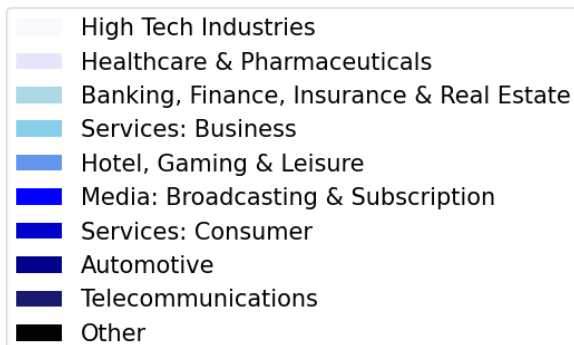 High Tech Industries
Healthcare & Pharmaceuticals
Banking, Finance, Insurance & Real Estate
Services: Business
Hotel, Gaming & Leisure
Media: Broadcasting & Subscription
Services: Consumer
Automotive
Telecommunications
Other